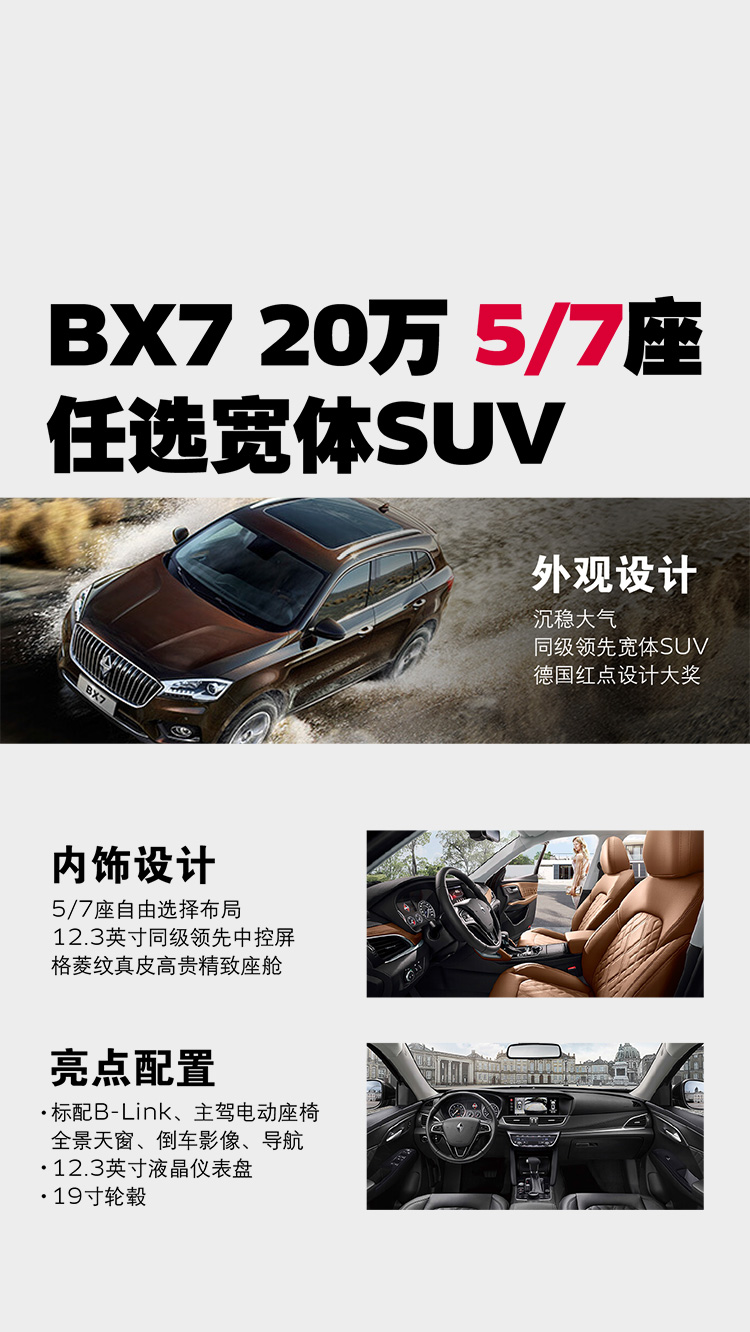 BX7 20万 5/7座
任选宽体SUV
BX7
外观设计
沉稳大气
同级领先宽体SUV
德国红点设计大奖
内饰设计
5/7座自由选择布局
12.3英寸同级领先中控屏
格菱纹真皮高贵精致座舱
亮点配置
·标配B-Link、主驾电动座椅
全景天窗、倒车影像、导航
·12.3英寸液晶仪表盘
·19寸轮毂